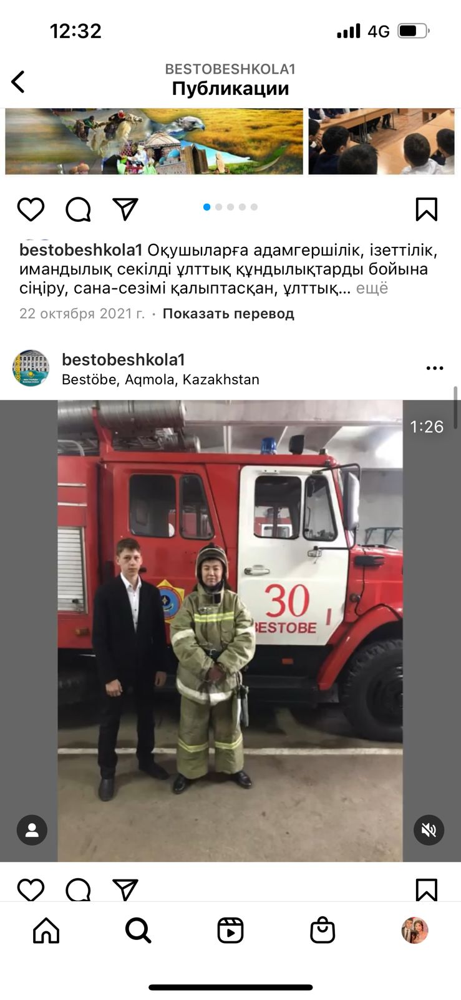 12:32
4G
BESTOBESHKOLA1
Публикации
bestobeshkola1 Оқушыларға адамгершілік, ізеттілік,
имандылық секілді ұлттық құндылықтарды бойына
сіңіру, сана-сезімі қалыптасқан, ұлттық... ещё
22 октября 2021 г. · Показать перевод
bestobeshkola1
Bestöbe, Aqmola, Kazakhstan
1:26
30
BESTOBE